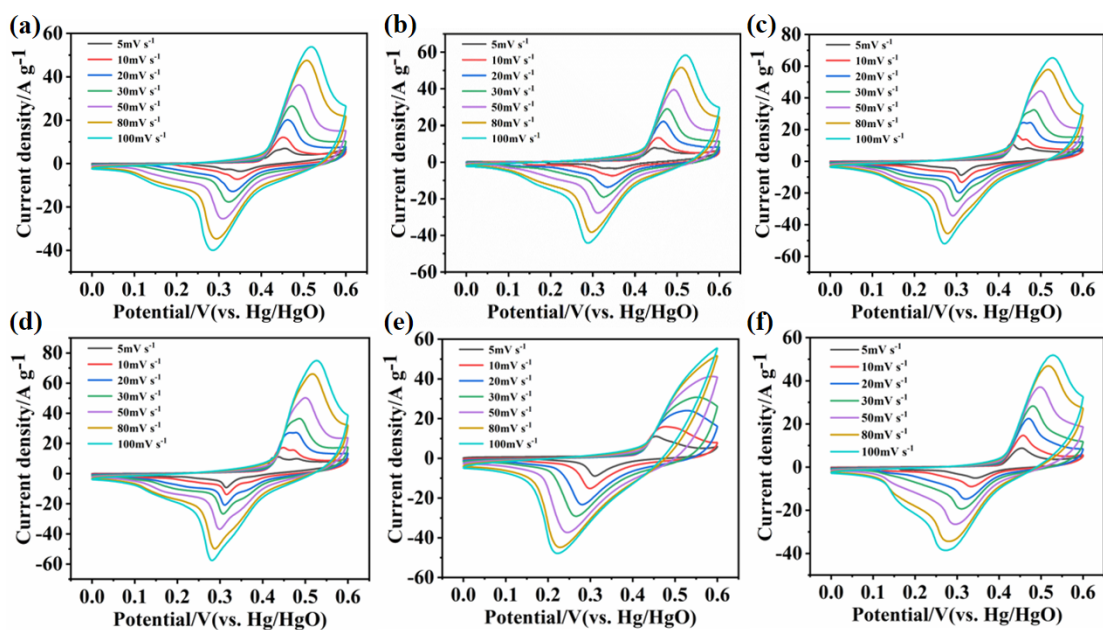 (a)
60
40
20
0
-20
-40
0.0 0.1 0.2 0.3 0.4 0.5 0.6
Current density/A g⁻¹
Potential/V(vs. Hg/HgO)
5mV s⁻¹
10mV s⁻¹
20mV s⁻¹
30mV s⁻¹
50mV s⁻¹
80mV s⁻¹
100mV s⁻¹
(b)
60
40
20
0
-20
-40
-60
0.0 0.1 0.2 0.3 0.4 0.5 0.6
Current density/A g⁻¹
Potential/V(vs. Hg/HgO)
5mV s⁻¹
10mV s⁻¹
20mV s⁻¹
30mV s⁻¹
50mV s⁻¹
80mV s⁻¹
100mV s⁻¹
(c)
80
60
40
20
0
-20
-40
-60
0.0 0.1 0.2 0.3 0.4 0.5 0.6
Current density/A g⁻¹
Potential/V(vs. Hg/HgO)
5mV s⁻¹
10mV s⁻¹
20mV s⁻¹
30mV s⁻¹
50mV s⁻¹
80mV s⁻¹
100mV s⁻¹
(d)
80
60
40
20
0
-20
-40
-60
0.0 0.1 0.2 0.3 0.4 0.5 0.6
Current density/A g⁻¹
Potential/V(vs. Hg/HgO)
5mV s⁻¹
10mV s⁻¹
20mV s⁻¹
30mV s⁻¹
50mV s⁻¹
80mV s⁻¹
100mV s⁻¹
(e)
60
40
20
0
-20
-40
-60
0.0 0.1 0.2 0.3 0.4 0.5 0.6
Current density/A g⁻¹
Potential/V(vs. Hg/HgO)
5mV s⁻¹
10mV s⁻¹
20mV s⁻¹
30mV s⁻¹
50mV s⁻¹
80mV s⁻¹
100mV s⁻¹
(f)
60
40
20
0
-20
-40
0.0 0.1 0.2 0.3 0.4 0.5 0.6
Current density/A g⁻¹
Potential/V(vs. Hg/HgO)
5mV s⁻¹
10mV s⁻¹
20mV s⁻¹
30mV s⁻¹
50mV s⁻¹
80mV s⁻¹
100mV s⁻¹